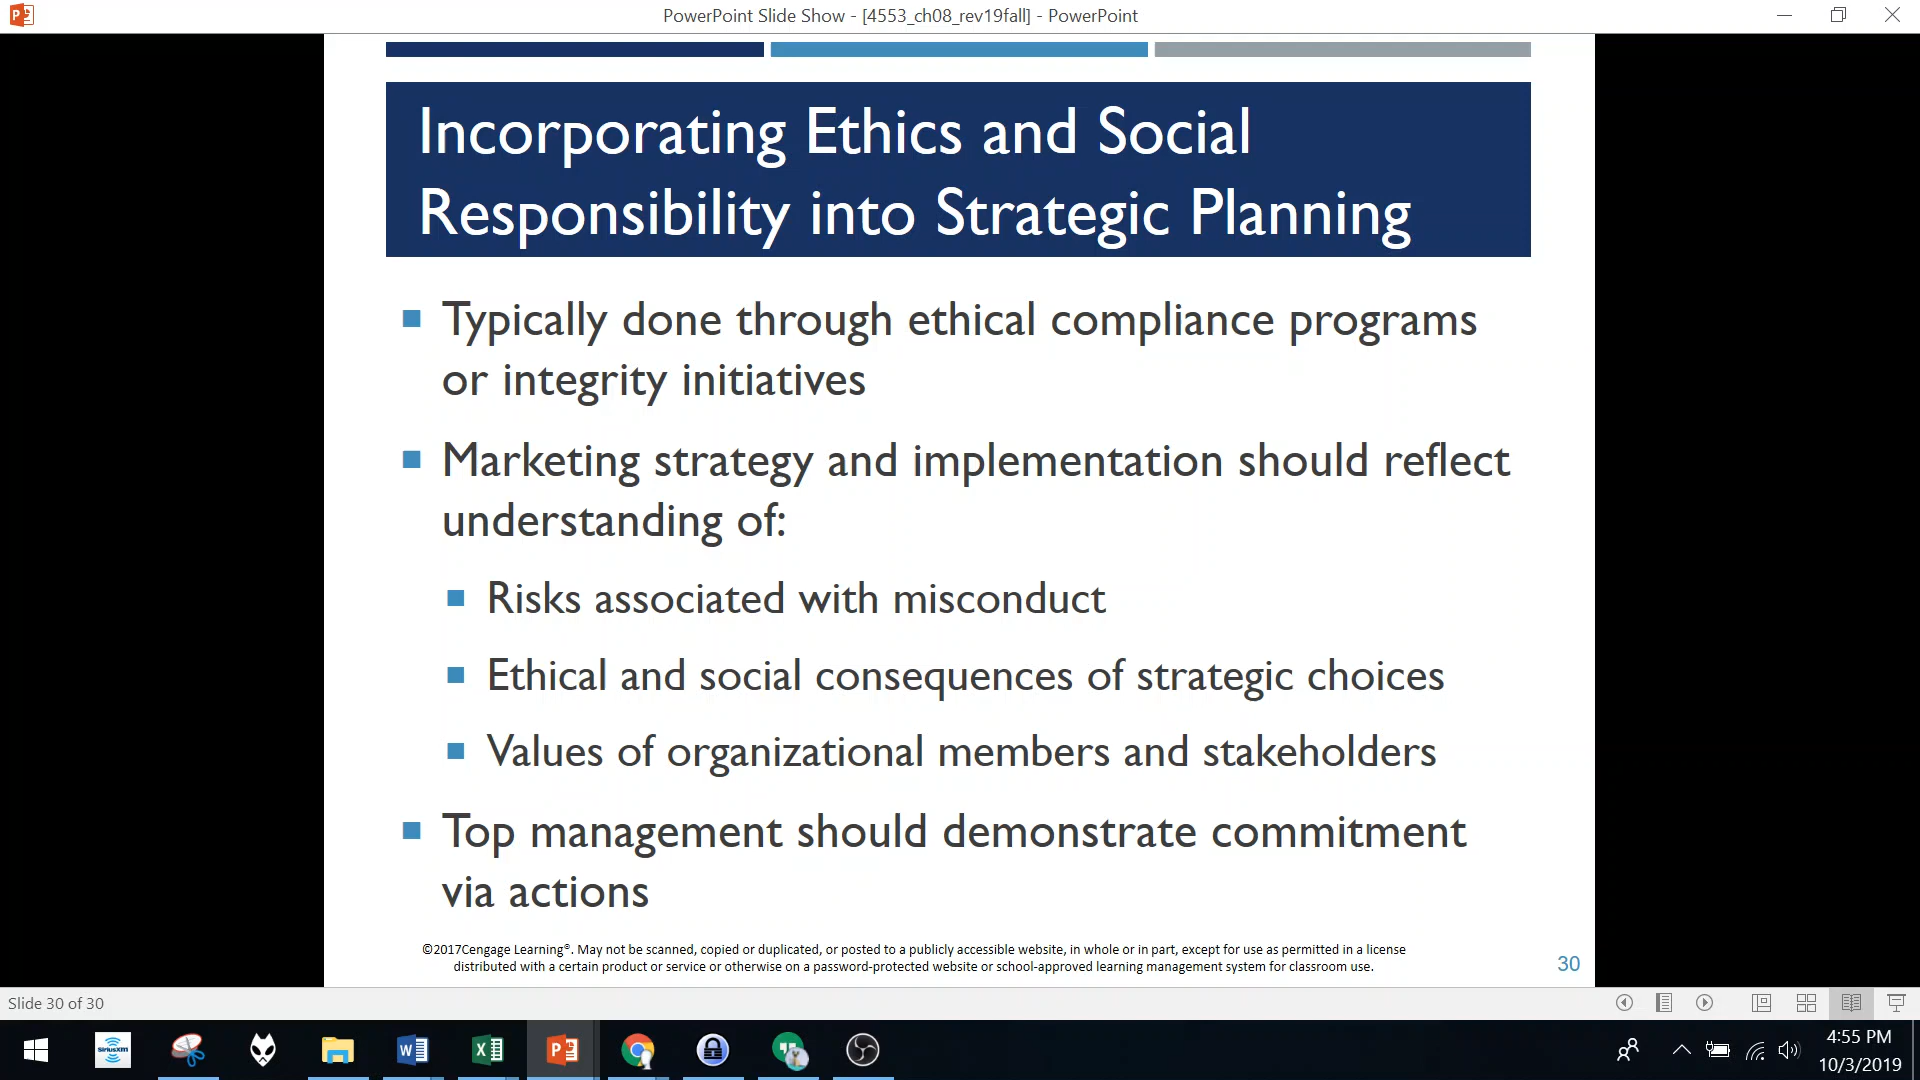 PowerPoint Slide Show - [4553_ch08_rev19fall] - PowerPoint
Incorporating Ethics and Social
Responsibility into Strategic Planning
Typically done through ethical compliance programs
or integrity initiatives
Marketing strategy and implementation should reflect
understanding of:
Risks associated with misconduct
Ethical and social consequences of strategic choices
Values of organizational members and stakeholders
Top management should demonstrate commitment
via actions
©2017Cengage Learning®. May not be scanned, copied or duplicated, or posted to a publicly accessible website, in whole or in part, except for use as permitted in a license
distributed with a certain product or service or otherwise on a password-protected website or school-approved learning management system for classroom use.
30
Slide 30 of 30
siriusxm
4:55 PM
10/3/2019